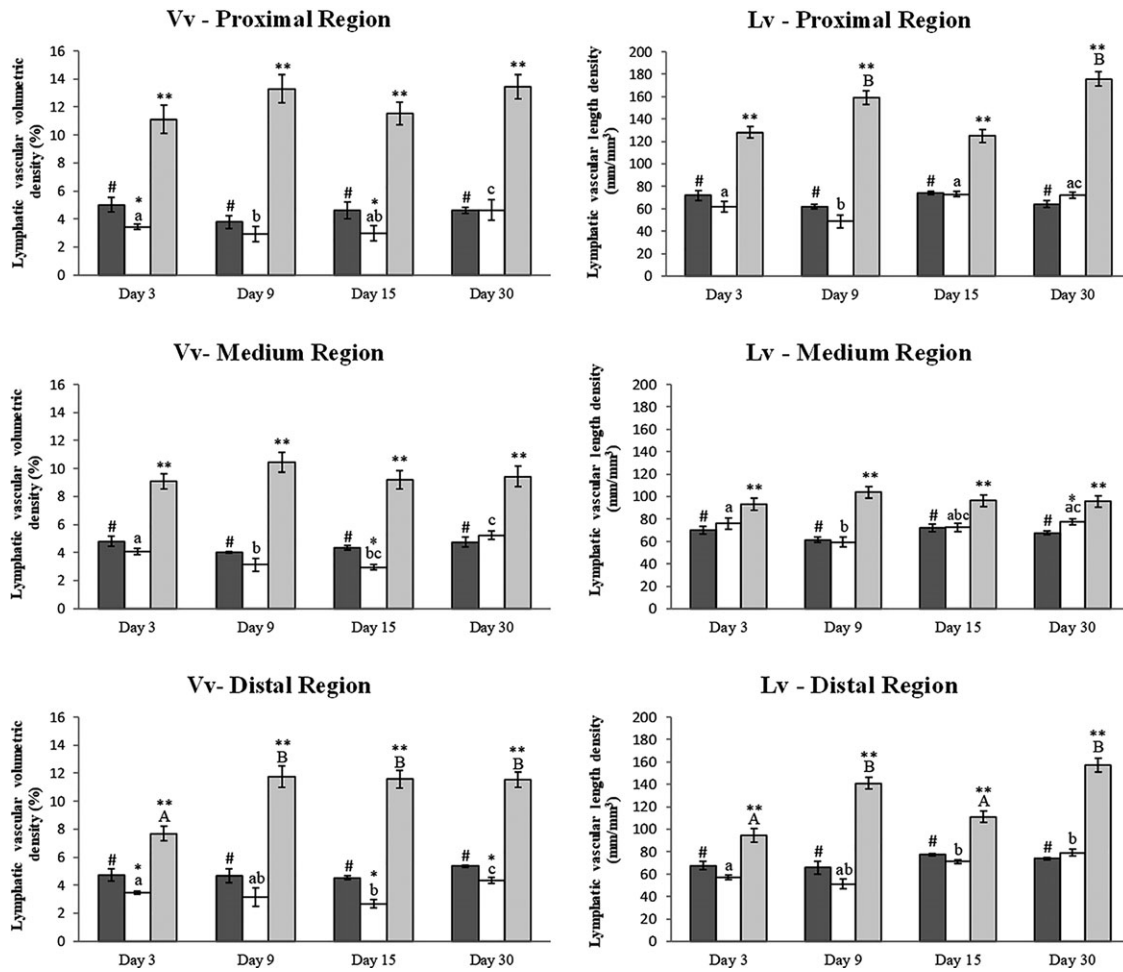 Vv - Proximal Region
Lymphatic vascular volumetric
density (%)
16
14
12
10
8
6
4
2
0
#
*
a
**
#
b
**
#
*
ab
**
#
c
**
Day 3
Day 9
Day 15
Day 30
Lv - Proximal Region
Lymphatic vascular length density
(nm/mm³)
200
180
160
140
120
100
80
60
40
20
0
#
a
**
#
b
**
B
#
a
**
#
ac
**
B
Day 3
Day 9
Day 15
Day 30
Vv- Medium Region
Lymphatic vascular volumetric
density (%)
16
14
12
10
8
6
4
2
0
#
a
**
#
b
**
#
*
bc
**
#
c
**
Day 3
Day 9
Day 15
Day 30
Lv - Medium Region
Lymphatic vascular length density
(nm/mm³)
200
180
160
140
120
100
80
60
40
20
0
#
a
**
#
b
**
#
abc
**
#
*
ac
**
Day 3
Day 9
Day 15
Day 30
Vv- Distal Region
Lymphatic vascular volumetric
density (%)
16
14
12
10
8
6
4
2
0
#
*
a
**
A
#
ab
**
B
#
*
b
**
B
#
*
c
**
B
Day 3
Day 9
Day 15
Day 30
Lv - Distal Region
Lymphatic vascular length density
(nm/mm³)
200
180
160
140
120
100
80
60
40
20
0
#
a
**
A
#
ab
**
B
#
b
**
A
#
b
**
B
Day 3
Day 9
Day 15
Day 30